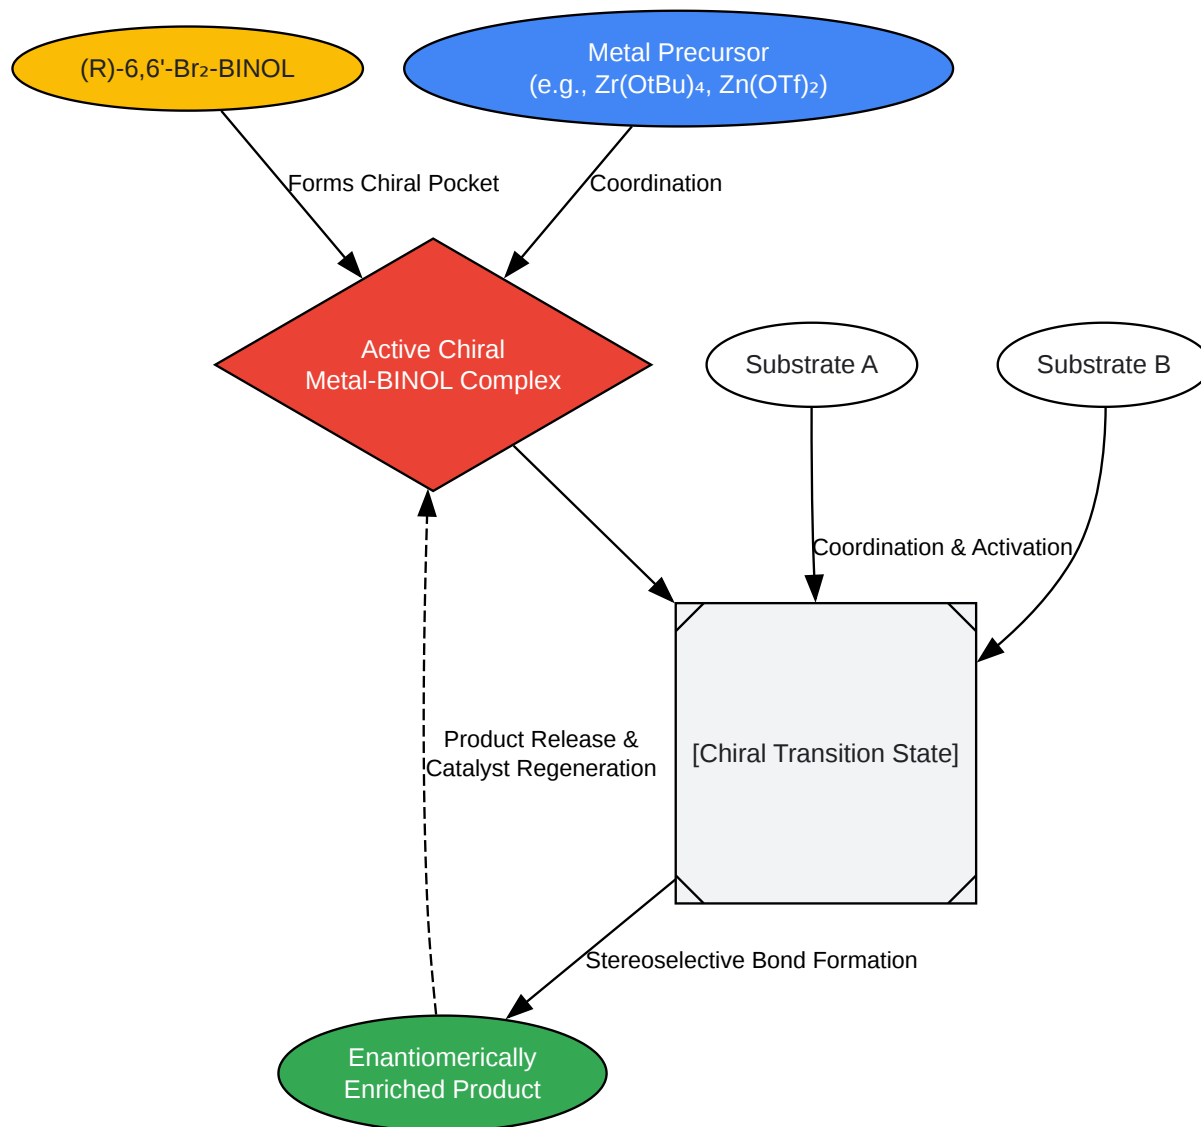 (R)-6,6'-Br₂-BINOL
Metal Precursor
(e.g., Zr(OtBu)₄, Zn(OTf)₂)
Forms Chiral Pocket
Coordination
Active Chiral
Metal-BINOL Complex
Substrate A
Substrate B
Coordination & Activation
Product Release &
Catalyst Regeneration
[Chiral Transition State]
Stereoselective Bond Formation
Enantiomerically
Enriched Product